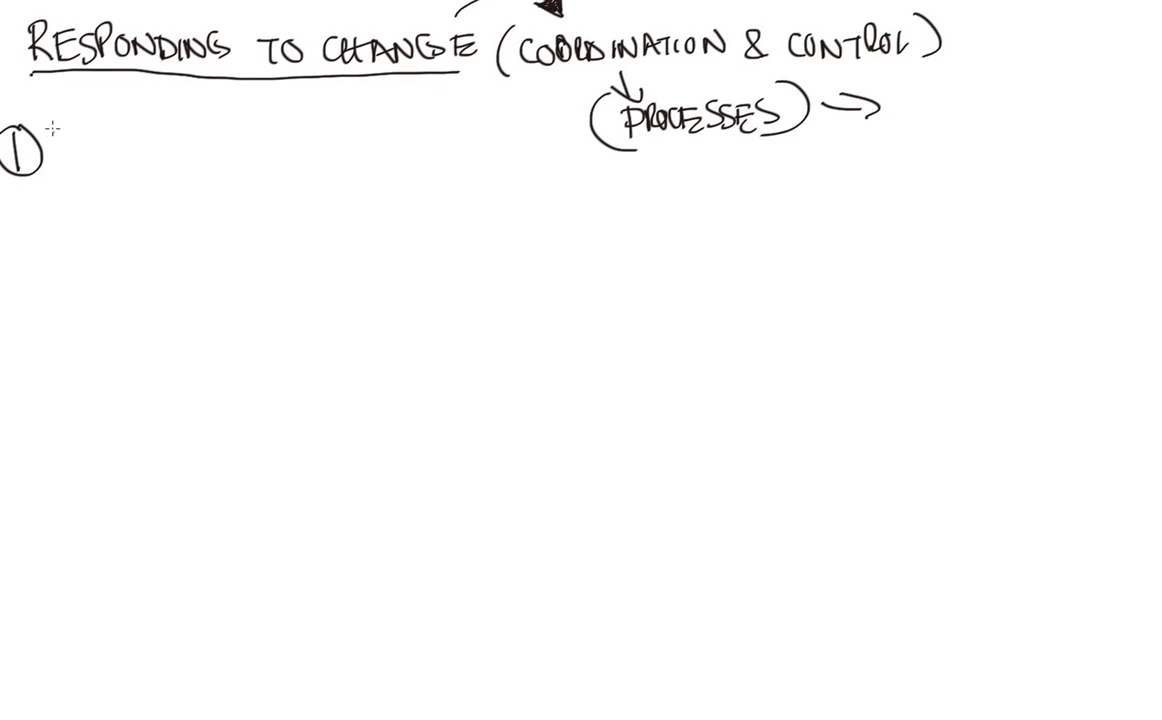 RESPONDING TO CHANGE (COORDINATION & CONTROL)
(PROCESSES) →
①